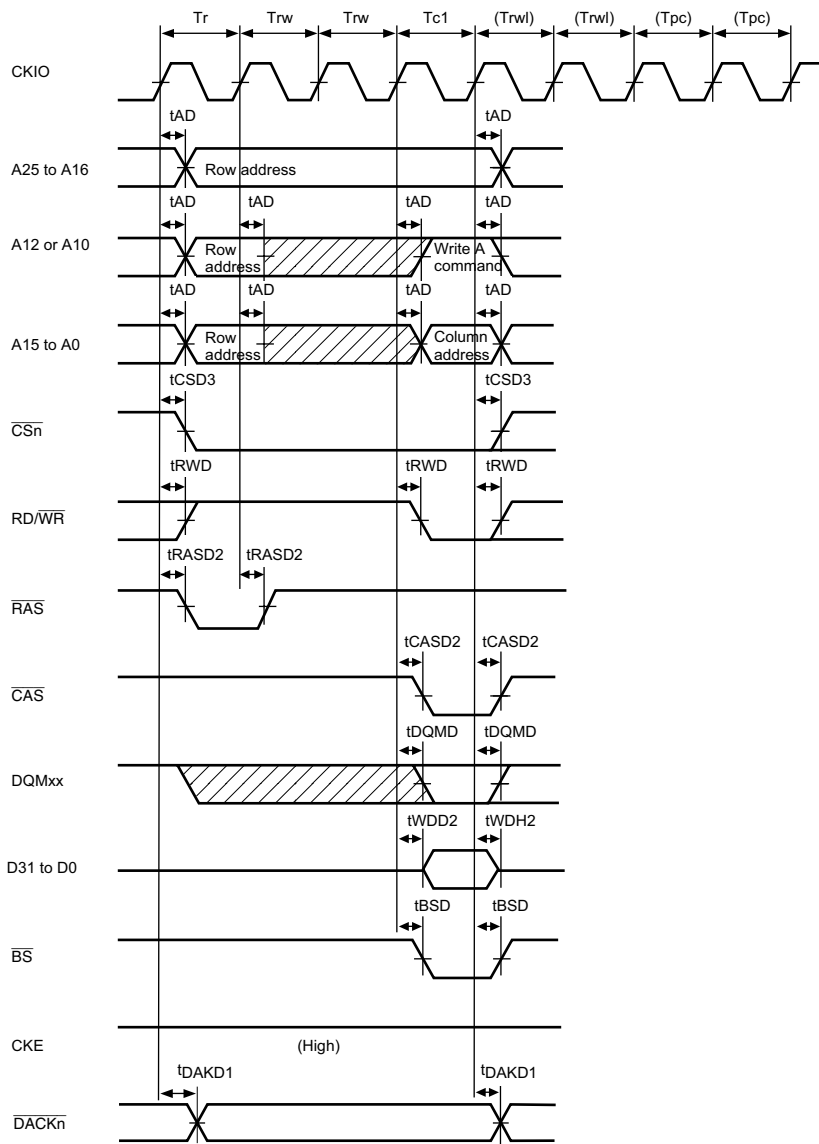 Tr Trw Trw Tc1 (Trwl) (Trwl) (Tpc) (Tpc)
CKIO
tAD tAD
A25 to A16 Row address
tAD tAD tAD tAD
A12 or A10 Row address Write A command
tAD tAD tAD tAD
A15 to A0 Row address Column address
tCSD3 tCSD3
CSn
tRWD tRWD tRWD
RD/WR
tRASD2 tRASD2
RAS
tCASD2 tCASD2
CAS
tDQMD tDQMD
DQMxx
tWDD2 tWDH2
D31 to D0
tBSD tBSD
BS
CKE (High)
tDAKD1 tDAKD1
DACKn